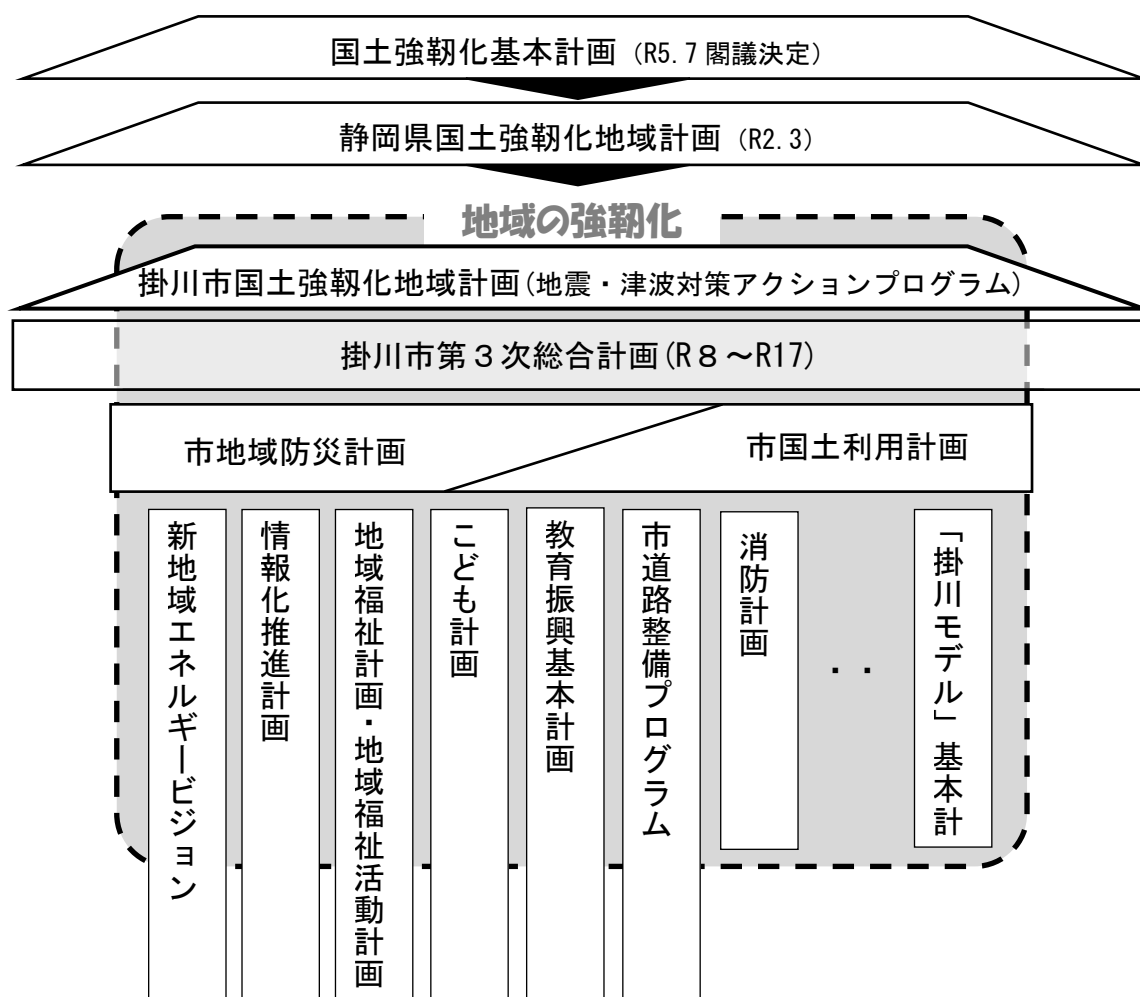 国土強靭化基本計画（R5.7 閣議決定）
静岡県国土強靭化地域計画（R2.3）
地域の強靭化
掛川市国土強靭化地域計画(地震・津波対策アクションプログラム)
掛川市第３次総合計画(R８～R17)
市地域防災計画
市国土利用計画
新地域エネルギービジョン
情報化推進計画
地域福祉計画・地域福祉活動計画
こども計画
教育振興基本計画
市道路整備プログラム
消防計画
・・
「掛川モデル」基本計